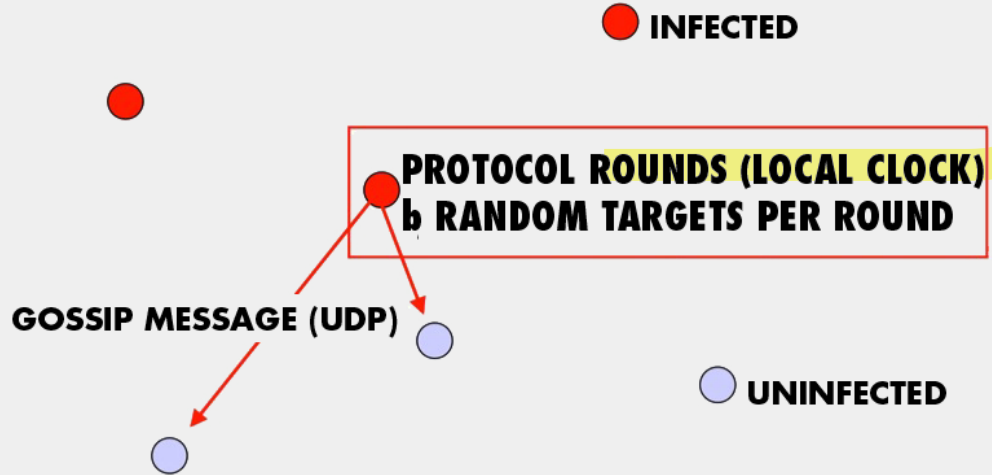 INFECTED
PROTOCOL ROUNDS (LOCAL CLOCK)
b RANDOM TARGETS PER ROUND
GOSSIP MESSAGE (UDP)
UNINFECTED